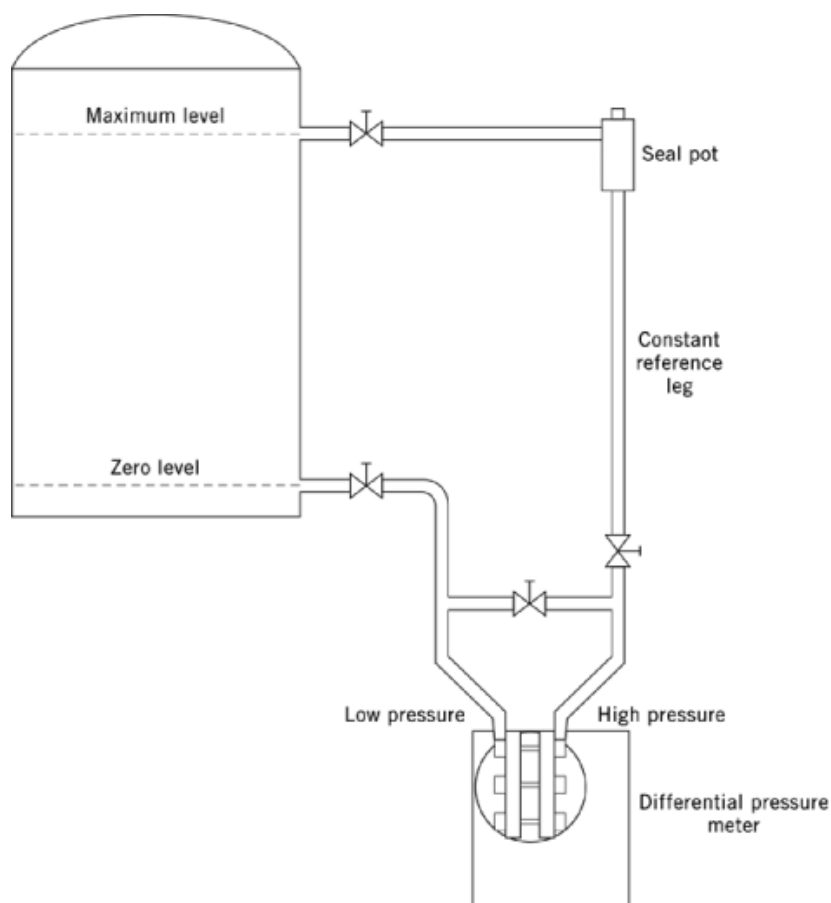 Maximum level
Seal pot
Constant
reference
leg
Zero level
Low pressure
High pressure
Differential pressure
meter